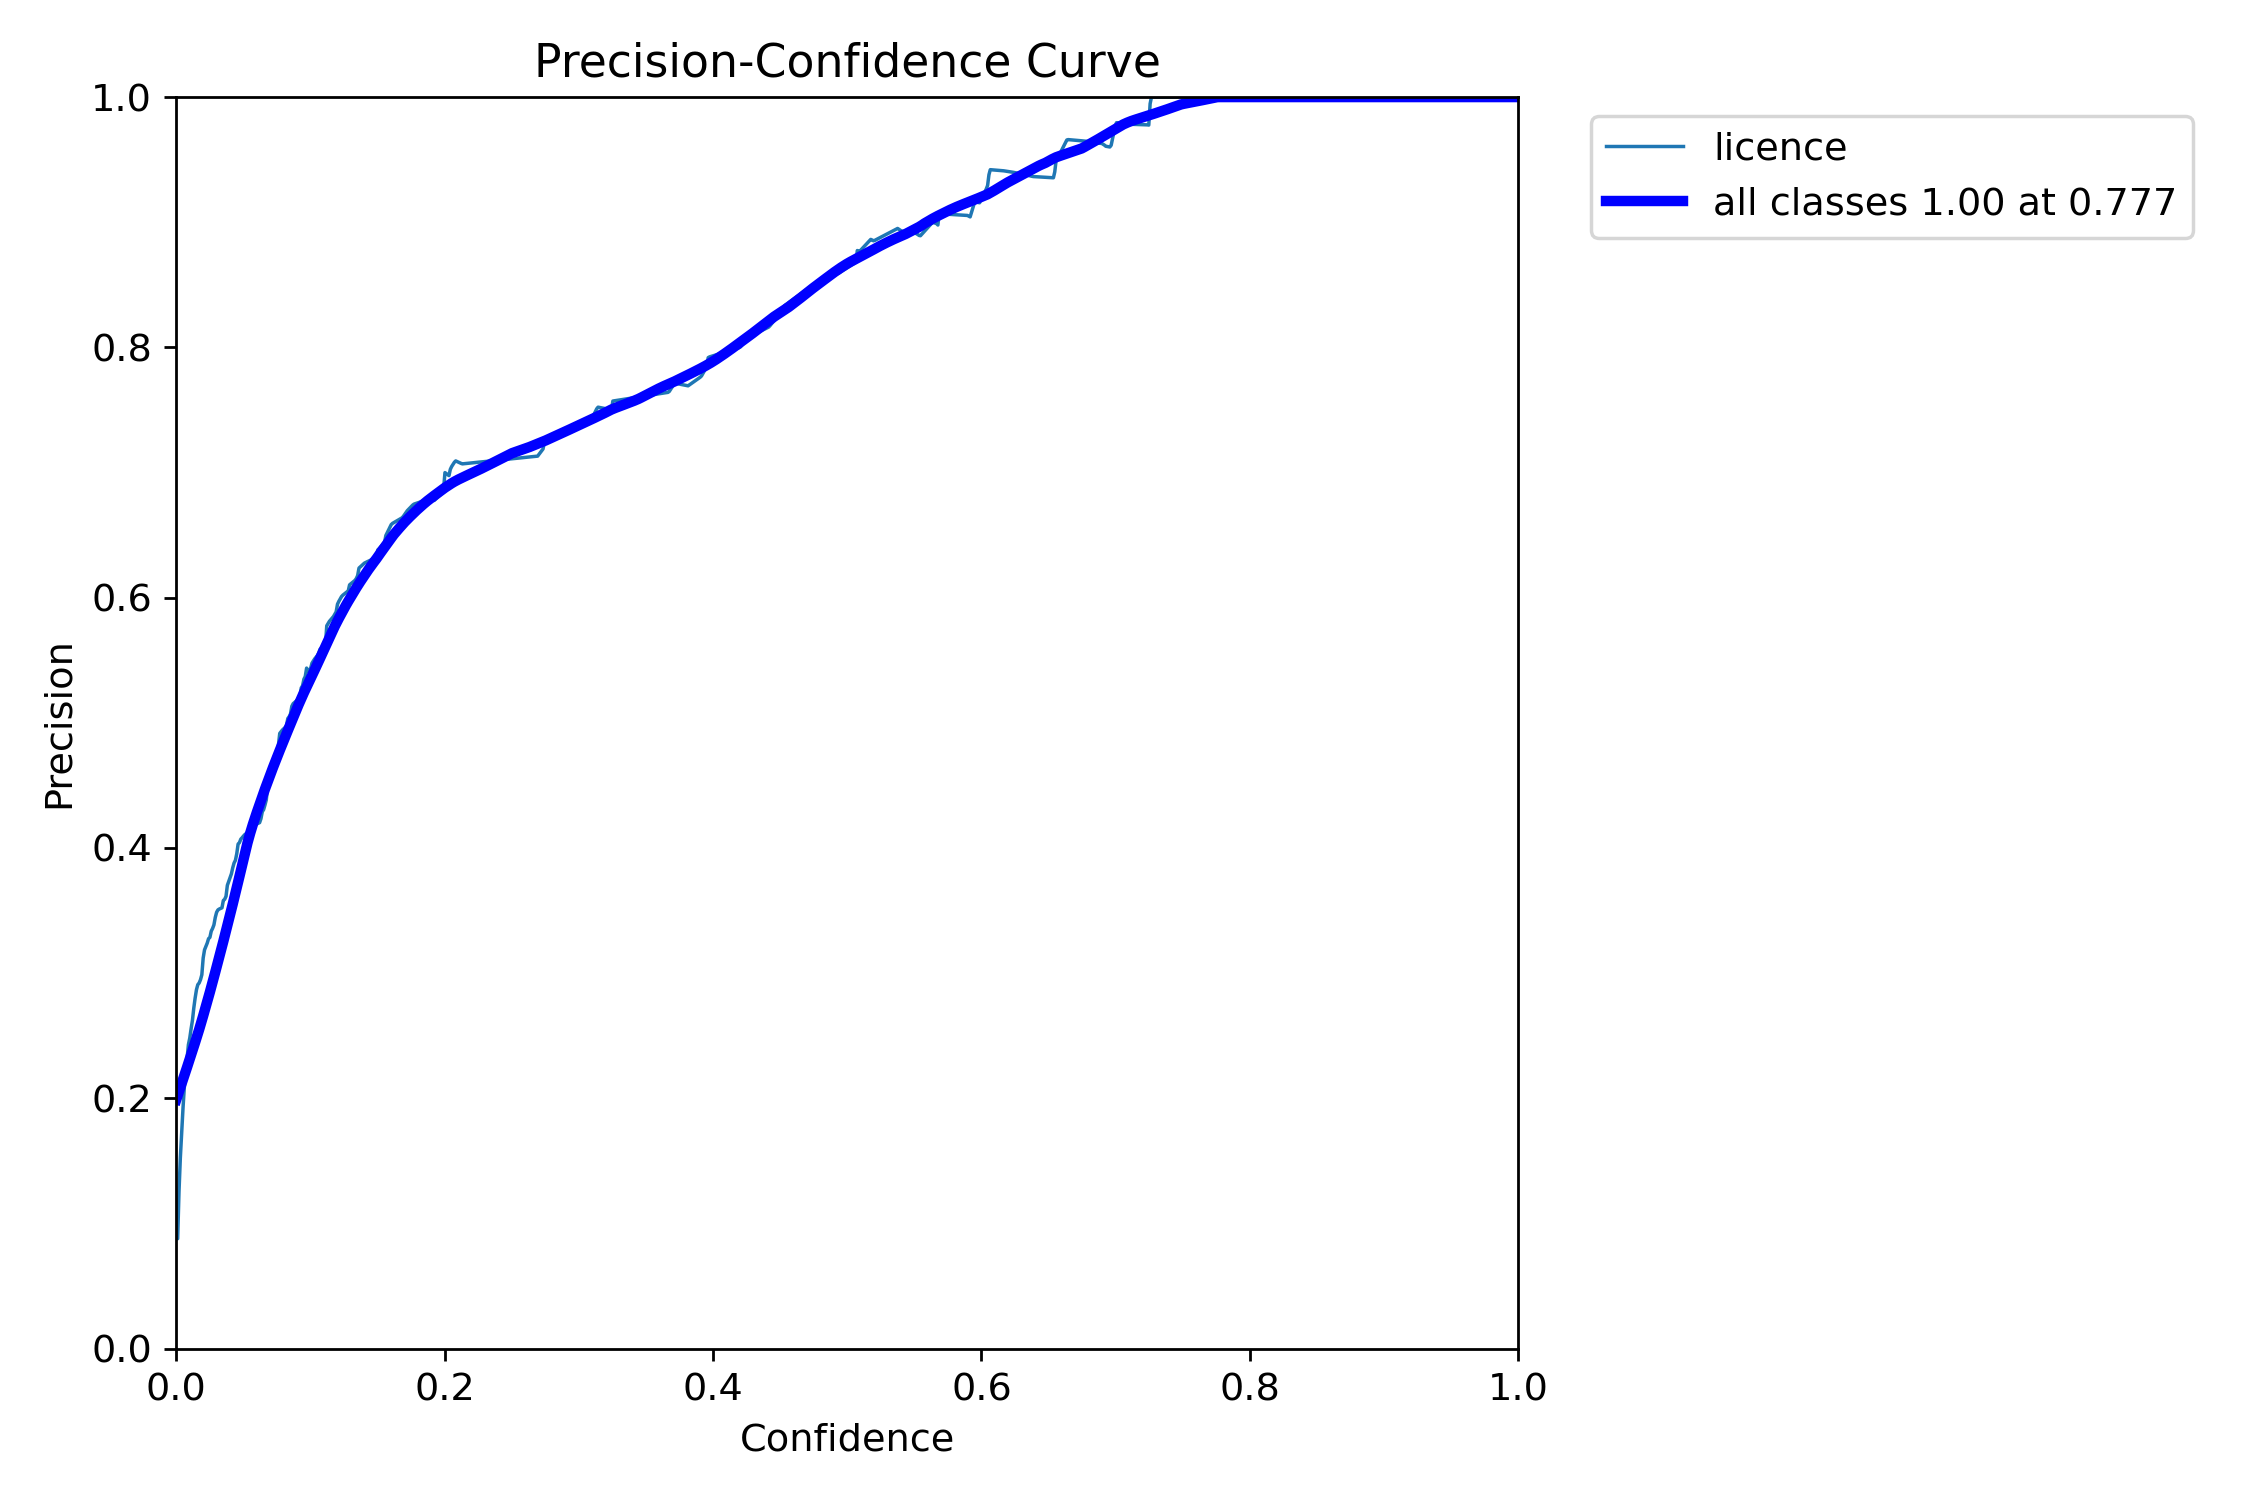 Precision-Confidence Curve
licence
all classes 1.00 at 0.777
Precision
1.0
0.8
0.6
0.4
0.2
0.0
0.0 0.2 0.4 0.6 0.8 1.0
Confidence